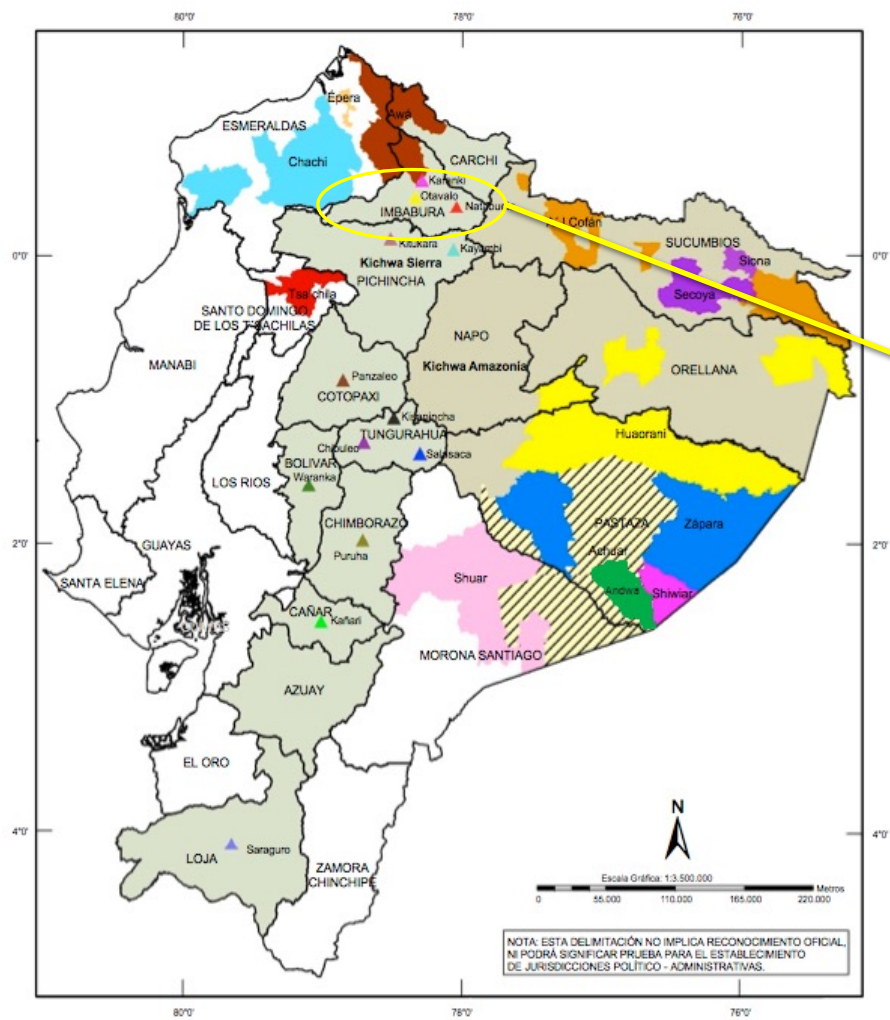 80°0'
78°0'
76°0'
Épera
Awá
ESMERALDAS
Chachi
CARCHI
Karanki
Otavalo
IMBABURA
Cofán
SUCUMBIOS
0°0'
0°0'
Kitukara
Kayambi
Kichwa Sierra
PICHINCHA
Siona
Secoya
Tsa'chila
SANTO DOMINGO
DE LOS T'SACHILAS
NAPO
Kichwa Amazonia
MANABI
ORELLANA
Panzaleo
COTOPAXI
Kisapincha
TUNGURAHUA
Chibuleo
Salasaca
Huaorani
BOLIVAR
Waranka
LOS RIOS
CHIMBORAZO
PASTAZA
Zápara
2°0'
2°0'
GUAYAS
Puruha
Achuar
SANTA ELENA
Shuar
Andwa
Shiwiar
CAÑAR
Kañari
MORONA SANTIAGO
AZUAY
EL ORO
N
4°0'
4°0'
LOJA
Saraguro
ZAMORA
CHINCHIPE
Escala Gráfica: 1:3.500.000
Metros
0 55.000 110.000 165.000 220.000
NOTA: ESTA DELIMITACIÓN NO IMPLICA RECONOCIMIENTO OFICIAL,
NI PODRÁ SIGNIFICAR PRUEBA PARA EL ESTABLECIMIENTO
DE JURISDICCIONES POLÍTICO - ADMINISTRATIVAS.
80°0'
78°0'
76°0'